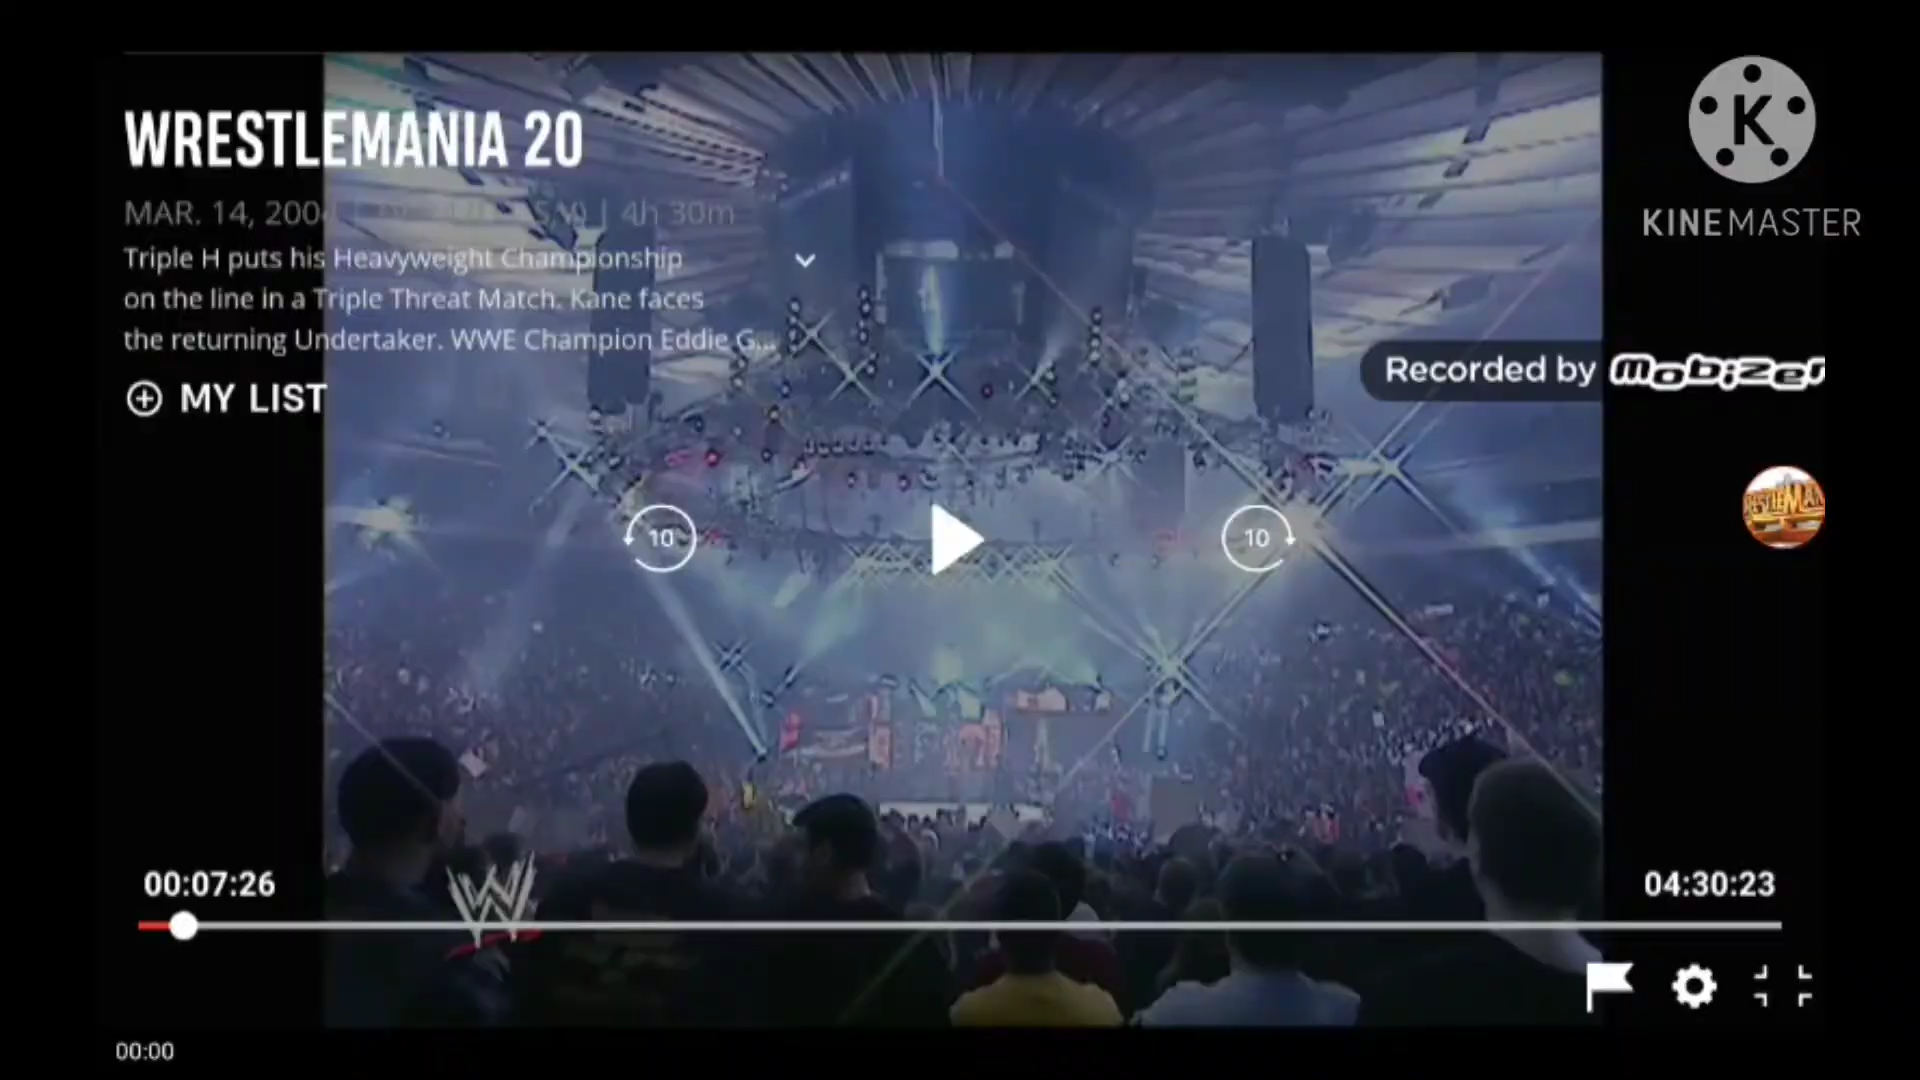 WRESTLEMANIA 20
MAR. 14, 200 | 4h 30m
Triple H puts his Heavyweight Championship
on the line in a Triple Threat Match. Kane faces
the returning Undertaker. WWE Champion Eddie G...
MY LIST
K
KINEMASTER
Recorded by Mobizen
10
10
00:07:26
W
04:30:23
00:00